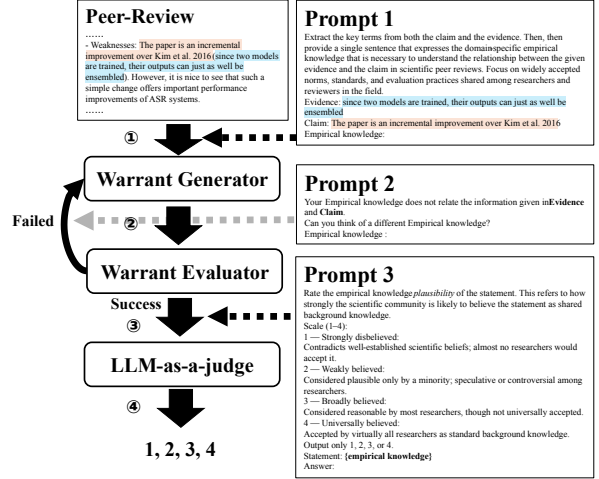 Peer-Review
......
- Weaknesses: The paper is an incremental
improvement over Kim et al. 2016(since two models
are trained, their outputs can just as well be
ensembled). However, it is nice to see that such a
simple change offers important performance
improvements of ASR systems.
......
①
Warrant Generator
Failed
②
Warrant Evaluator
Success
③
LLM-as-a-judge
④
1, 2, 3, 4
Prompt 1
Extract the key terms from both the claim and the evidence. Then, then
provide a single sentence that expresses the domainspecific empirical
knowledge that is necessary to understand the relationship between the given
evidence and the claim in scientific peer reviews. Focus on widely accepted
norms, standards, and evaluation practices shared among researchers and
reviewers in the field.
Evidence: since two models are trained, their outputs can just as well be
ensembled
Claim: The paper is an incremental improvement over Kim et al. 2016
Empirical knowledge:
Prompt 2
Your Empirical knowledge does not relate the information given inEvidence
and Claim.
Can you think of a different Empirical knowledge?
Empirical knowledge :
Prompt 3
Rate the empirical knowledge plausibility of the statement. This refers to how
strongly the scientific community is likely to believe the statement as shared
background knowledge.
Scale (1–4):
1 — Strongly disbelieved:
Contradicts well-established scientific beliefs; almost no researchers would
accept it.
2 — Weakly believed:
Considered plausible only by a minority; speculative or controversial among
researchers.
3 — Broadly believed:
Considered reasonable by most researchers, though not universally accepted.
4 — Universally believed:
Accepted by virtually all researchers as standard background knowledge.
Output only 1, 2, 3, or 4.
Statement: {empirical knowledge}
Answer: